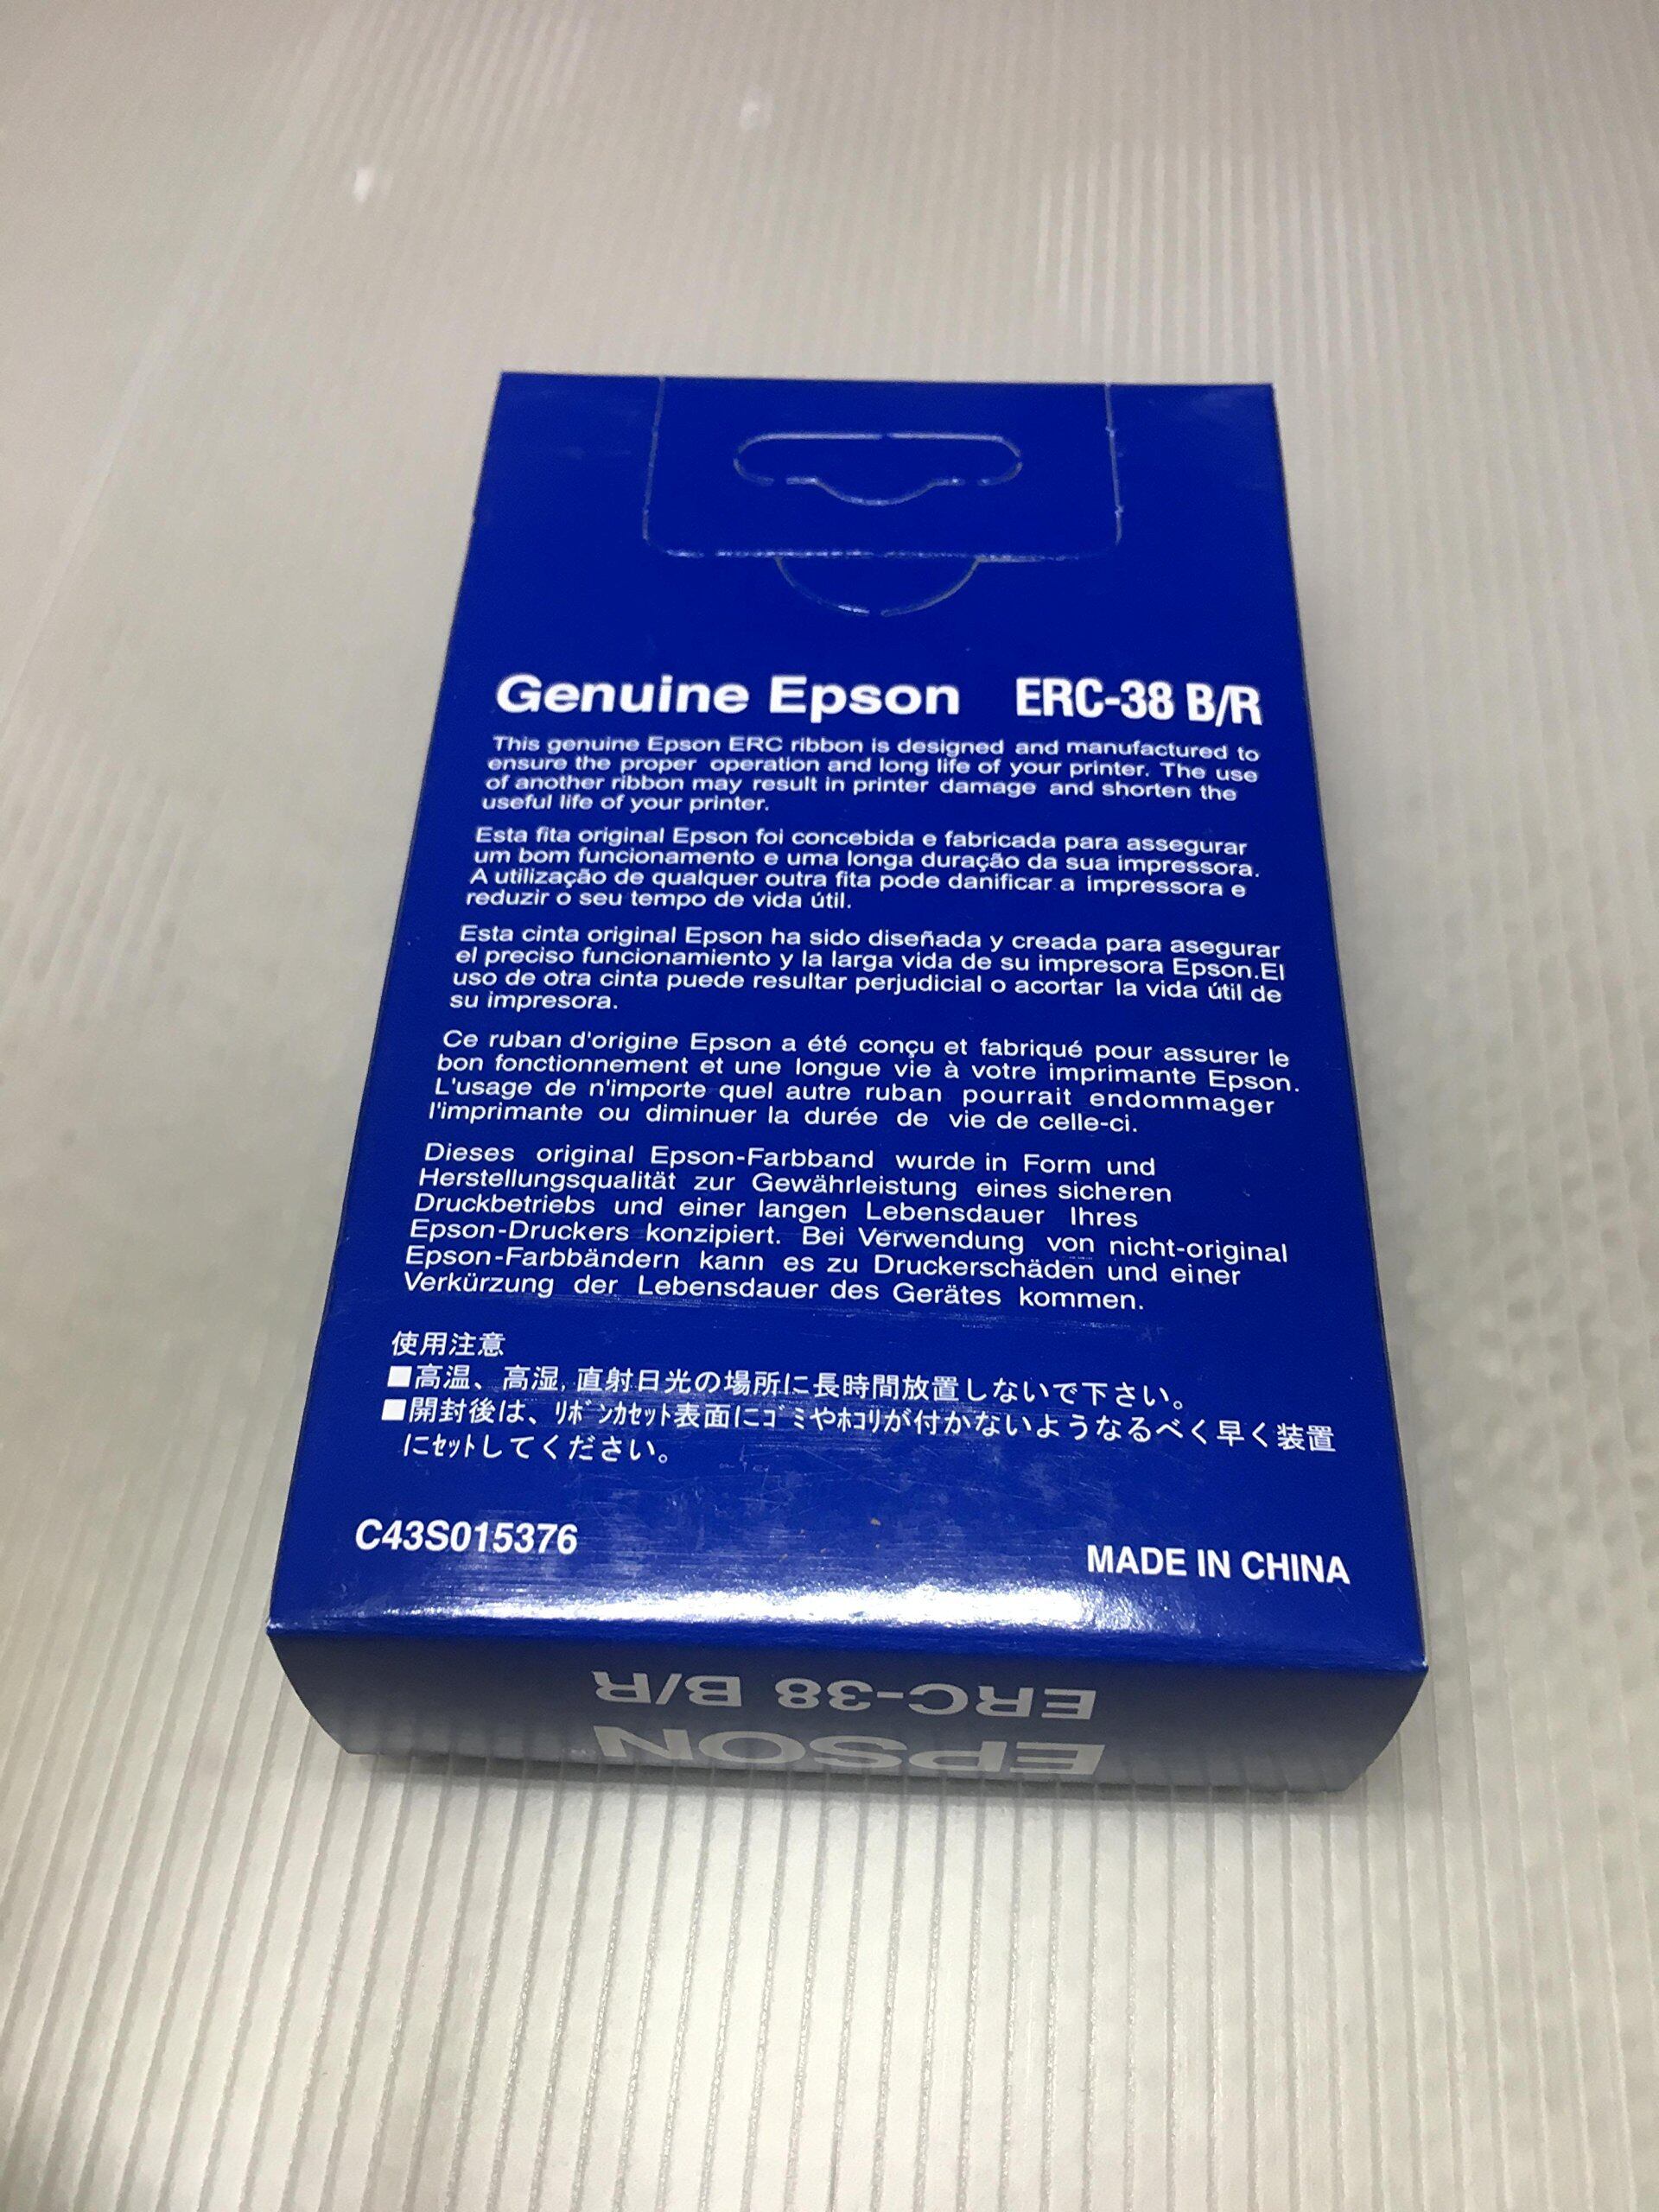 Genuine Epson ERC-38 B/R
This genuine Epson ERC ribbon is designed and manufactured to
ensure the proper operation and long life of your printer. The use
of another ribbon may result in printer damage and shorten the
useful life of your printer.
Esta fita original Epson foi concebida e fabricada para assegurar
um bom funcionamento e uma longa duração da sua impressora.
A utilização de qualquer outra fita pode danificar a impressora e
reduzir o seu tempo de vida útil.
Esta cinta original Epson ha sido diseñada y creada para asegurar
el preciso funcionamiento y la larga vida de su impresora Epson.El
uso de otra cinta puede resultar perjudicial o acortar la vida útil de
su impresora.
Ce ruban d'origine Epson a été conçu et fabriqué pour assurer le
bon fonctionnement et une longue vie à votre imprimante Epson.
L'usage de n'importe quel autre ruban pourrait endommager
l'imprimante ou diminuer la durée de vie de celle-ci.
Dieses original Epson-Farbband wurde in Form und
Herstellungsqualität zur Gewährleistung eines sicheren
Druckbetriebs und einer langen Lebensdauer Ihres
Epson-Druckers konzipiert. Bei Verwendung von nicht-original
Epson-Farbbändern kann es zu Druckerschäden und einer
Verkürzung der Lebensdauer des Gerätes kommen.
使用注意
■高温、高湿,直射日光の場所に長時間放置しないで下さい。
■開封後は、ﾘﾎﾞﾝｶｾｯﾄ表面にｺﾞﾐやﾎｺﾘが付かないようなるべく早く装置
にｾｯﾄしてください。
C43S015376
MADE IN CHINA
ERC-38 B/R
EPSON